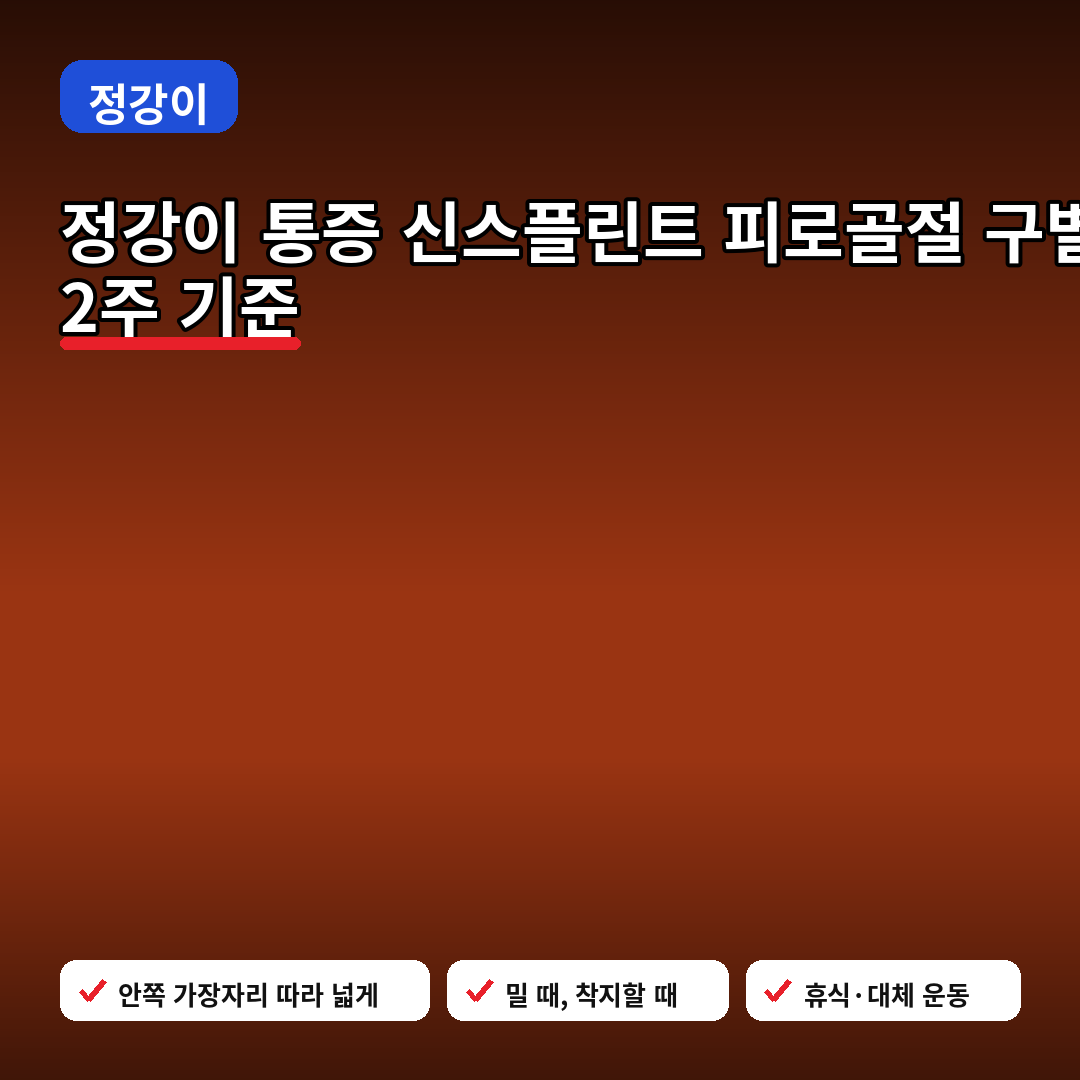 정강이
정강이 통증 신스플린트 피로골절 구별
2주 기준
안쪽 가장자리 따라 넓게
밀 때, 착지할 때
휴식·대체 운동